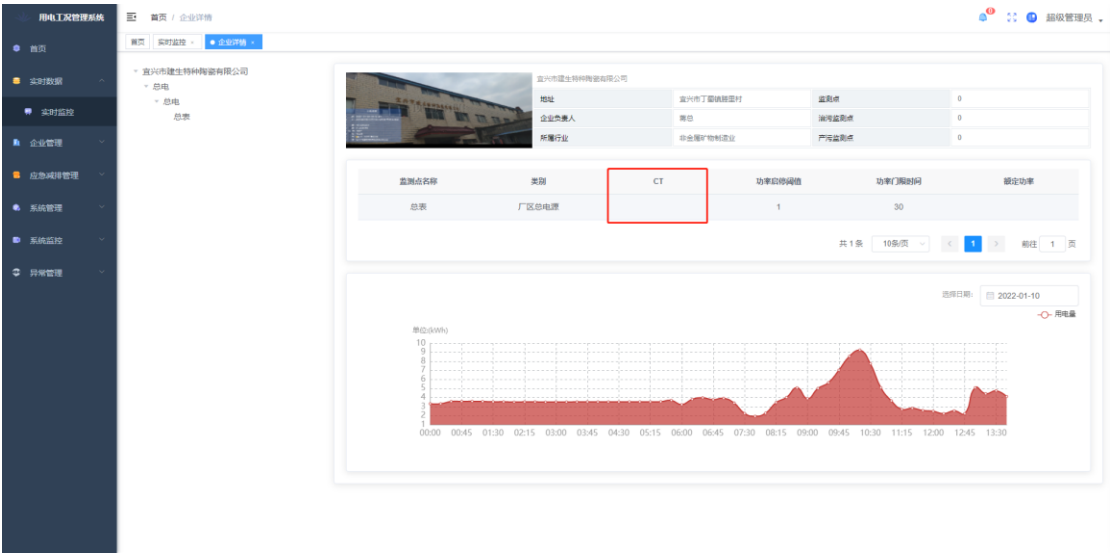 用电工况管理系统
首页 / 企业详情
0
超级管理员
首页
实时监控 ×
企业详情 ×
首页
实时数据
实时监控
企业管理
应急减排管理
系统管理
系统监控
异常管理
宜兴市建生特种陶瓷有限公司
总电
总电
总表
宜兴市建生特种陶瓷有限公司
地址 宜兴市丁蜀镇踏里村 监测点 0
企业负责人 蒋总 治污监测点 0
所属行业 非金属矿物制造业 产污监测点 0
监测点名称 类别 CT 功率启停阈值 功率门限时间 额定功率
总表 厂区总电源 1 30
共 1 条 10条/页 < 1 > 前往 1 页
选择日期: 2022-01-10
用电量
单位(kWh)
10
9
8
7
6
5
4
3
2
1
00:00 00:45 01:30 02:15 03:00 03:45 04:30 05:15 06:00 06:45 07:30 08:15 09:00 09:45 10:30 11:15 12:00 12:45 13:30